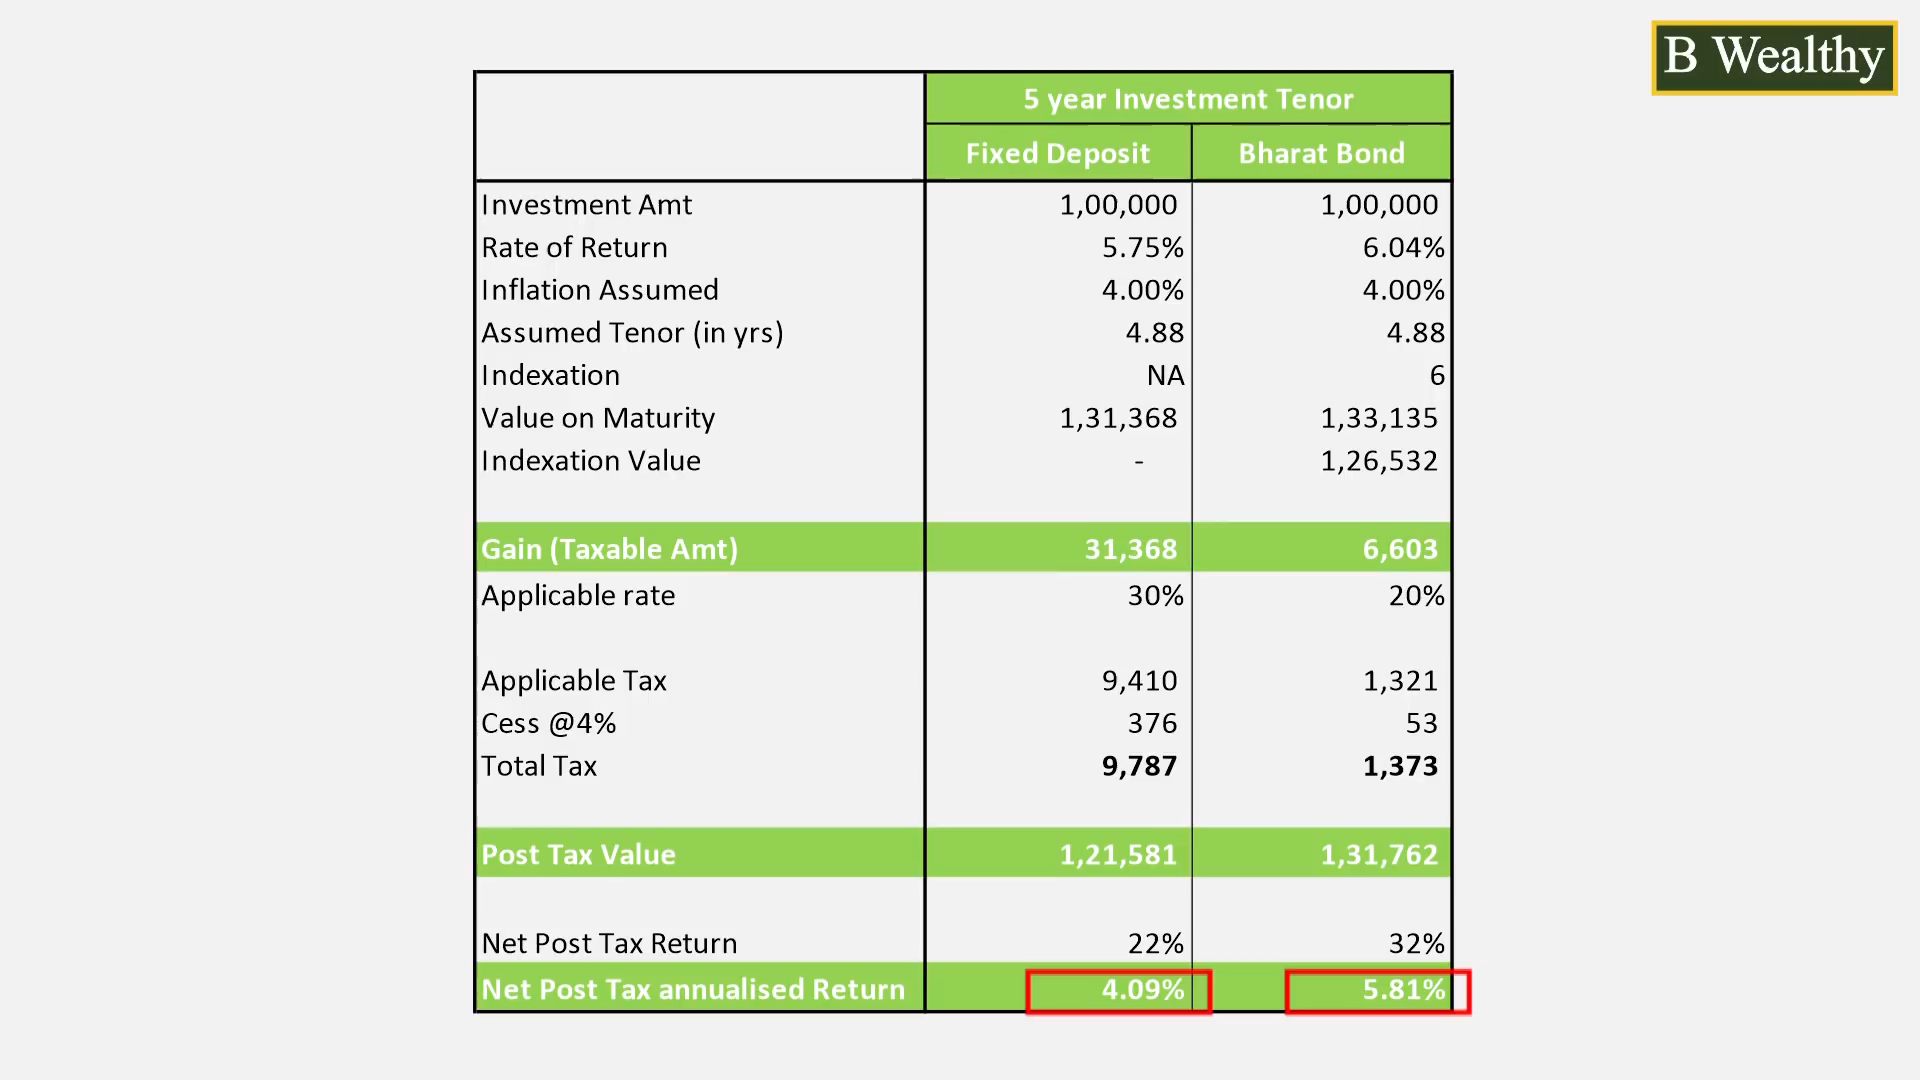 B Wealthy
5 year Investment Tenor
Fixed Deposit Bharat Bond
Investment Amt 1,00,000 1,00,000
Rate of Return 5.75% 6.04%
Inflation Assumed 4.00% 4.00%
Assumed Tenor (in yrs) 4.88 4.88
Indexation NA 6
Value on Maturity 1,31,368 1,33,135
Indexation Value - 1,26,532
Gain (Taxable Amt) 31,368 6,603
Applicable rate 30% 20%
Applicable Tax 9,410 1,321
Cess @4% 376 53
Total Tax 9,787 1,373
Post Tax Value 1,21,581 1,31,762
Net Post Tax Return 22% 32%
Net Post Tax annualised Return 4.09% 5.81%